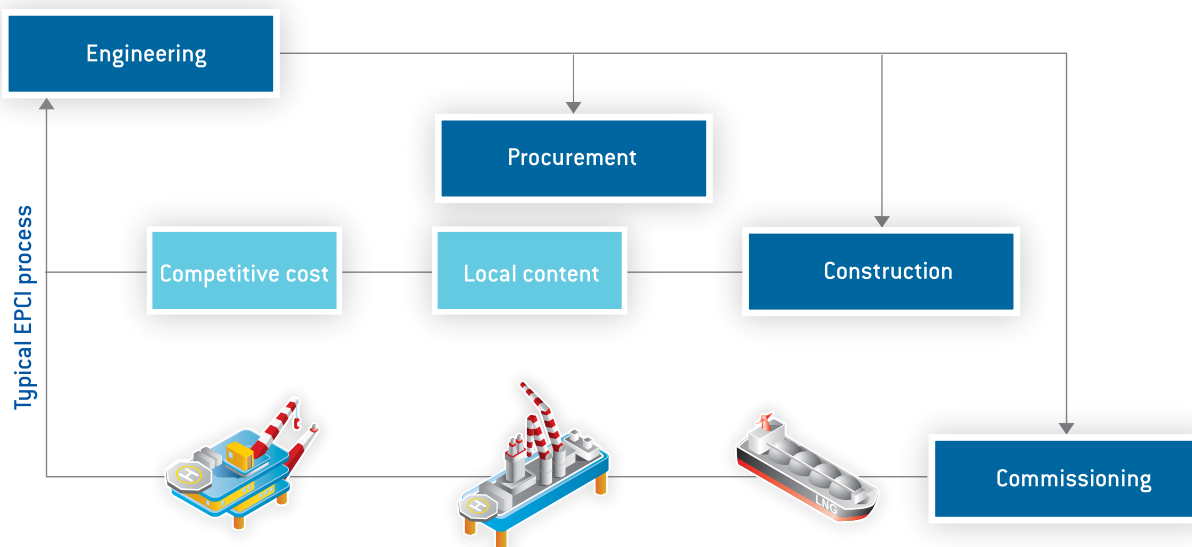 Engineering
Procurement
Competitive cost
Local content
Construction
Typical EPCI process
H
H
LNG
Commissioning